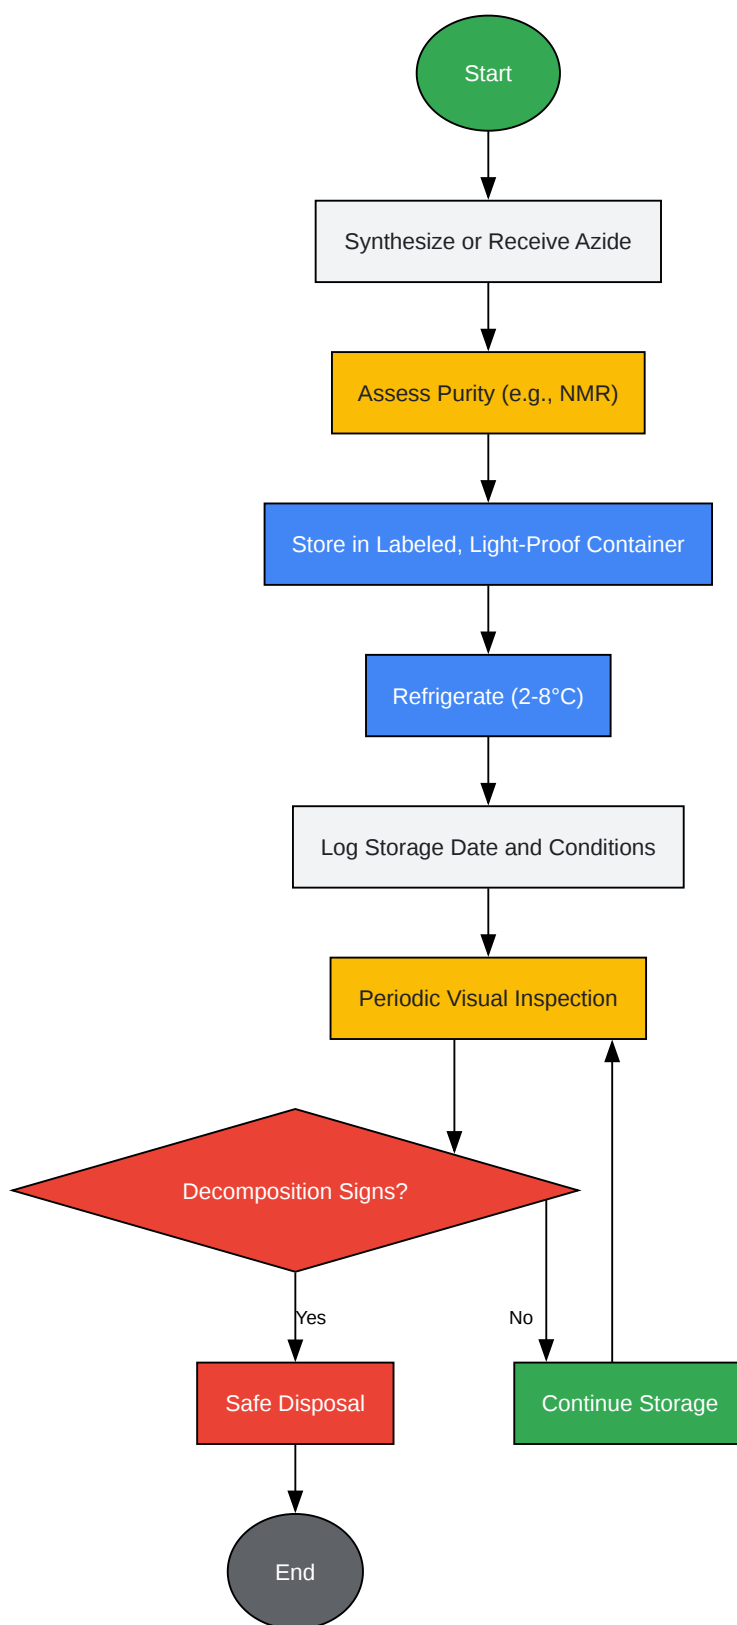 Start
Synthesize or Receive Azide
Assess Purity (e.g., NMR)
Store in Labeled, Light-Proof Container
Refrigerate (2-8°C)
Log Storage Date and Conditions
Periodic Visual Inspection
Decomposition Signs?
Yes
No
Safe Disposal
Continue Storage
End